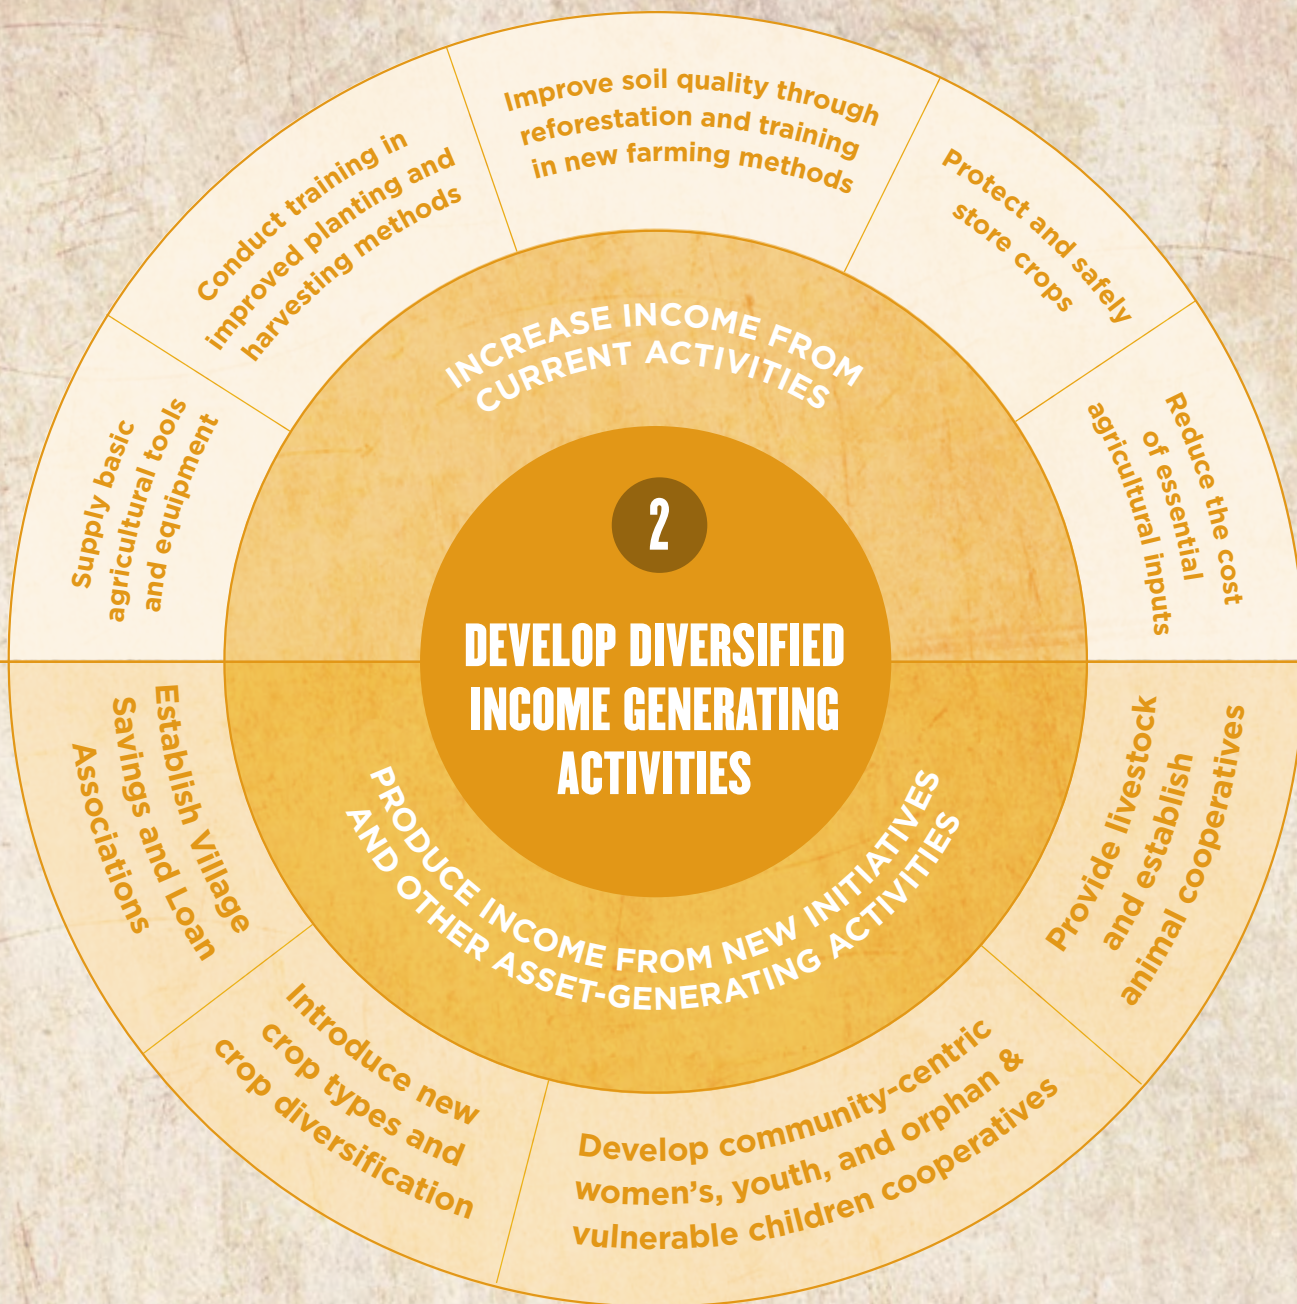 Improve soil quality through
reforestation and training
in new farming methods
Conduct training in
improved planting and
harvesting methods
Protect and safely
store crops
Supply basic
agricultural tools
and equipment
Reduce the cost
of essential
agricultural inputs
INCREASE INCOME FROM
CURRENT ACTIVITIES
2
DEVELOP DIVERSIFIED
INCOME GENERATING
ACTIVITIES
PRODUCE INCOME FROM NEW INITIATIVES
AND OTHER ASSET-GENERATING ACTIVITIES
Establish Village
Savings and Loan
Associations
Provide livestock
and establish
animal cooperatives
Introduce new
crop types and
crop diversification
Develop community-centric
women's, youth, and orphan &
vulnerable children cooperatives